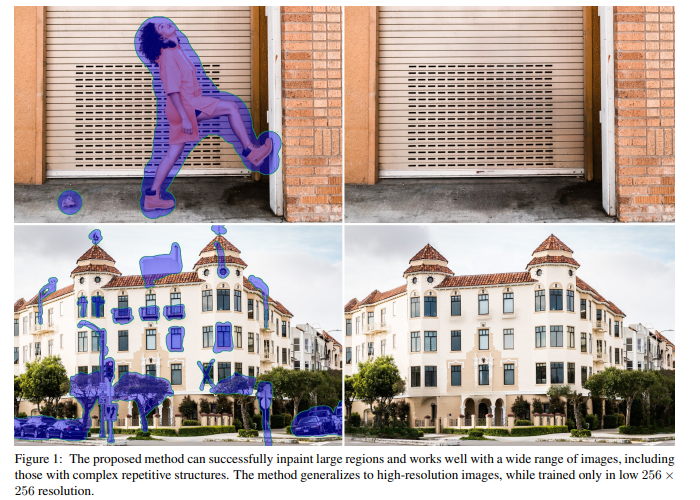 Figure 1: The proposed method can successfully inpaint large regions and works well with a wide range of images, including
those with complex repetitive structures. The method generalizes to high-resolution images, while trained only in low 256 ×
256 resolution.